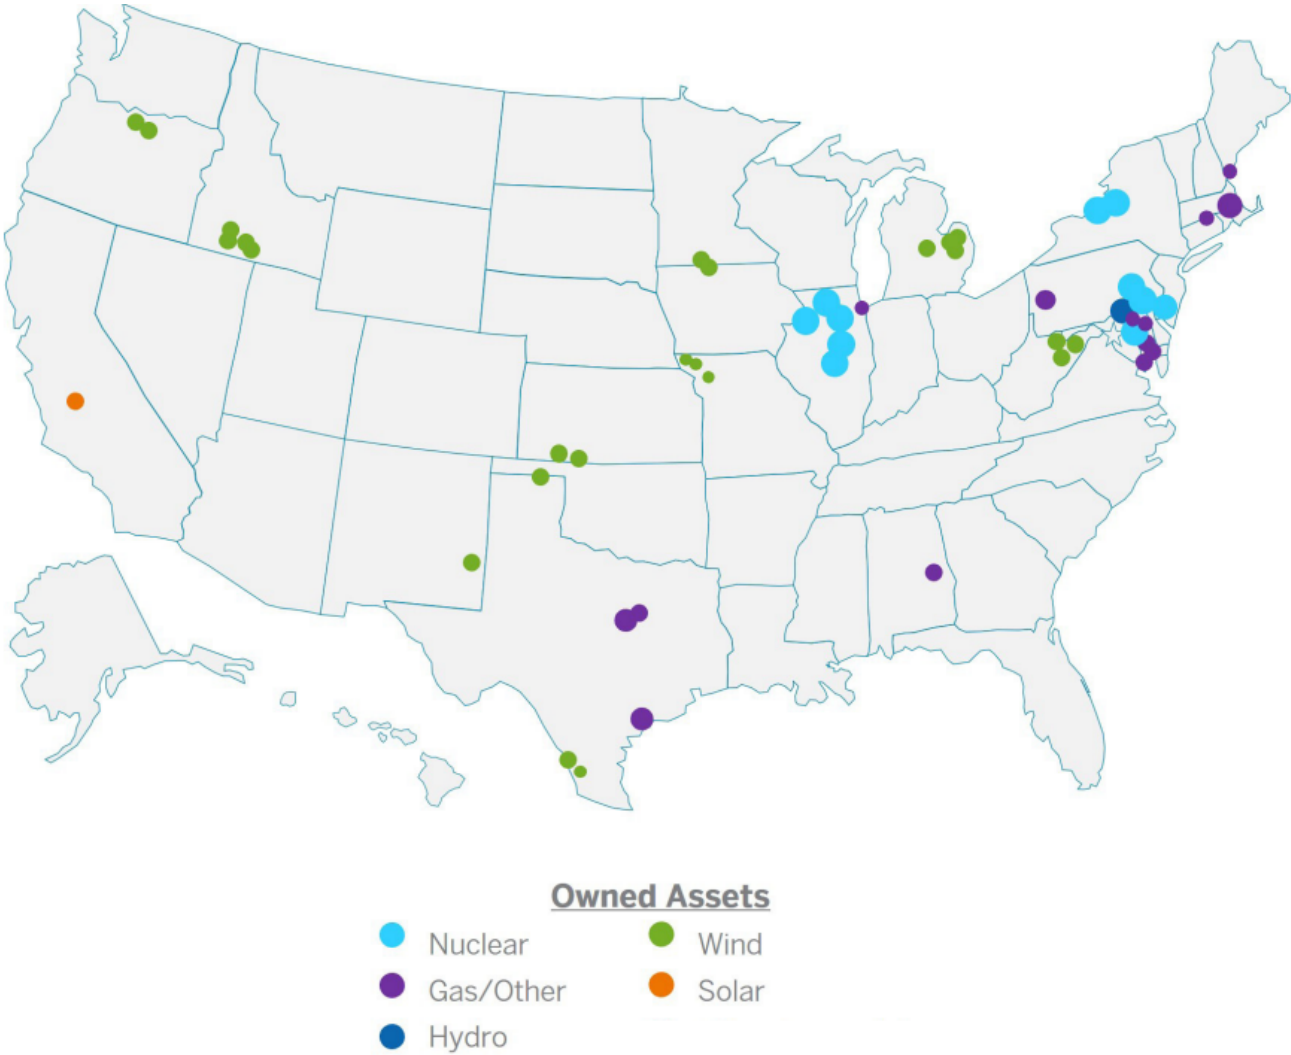 Owned Assets
Nuclear
Wind
Gas/Other
Solar
Hydro